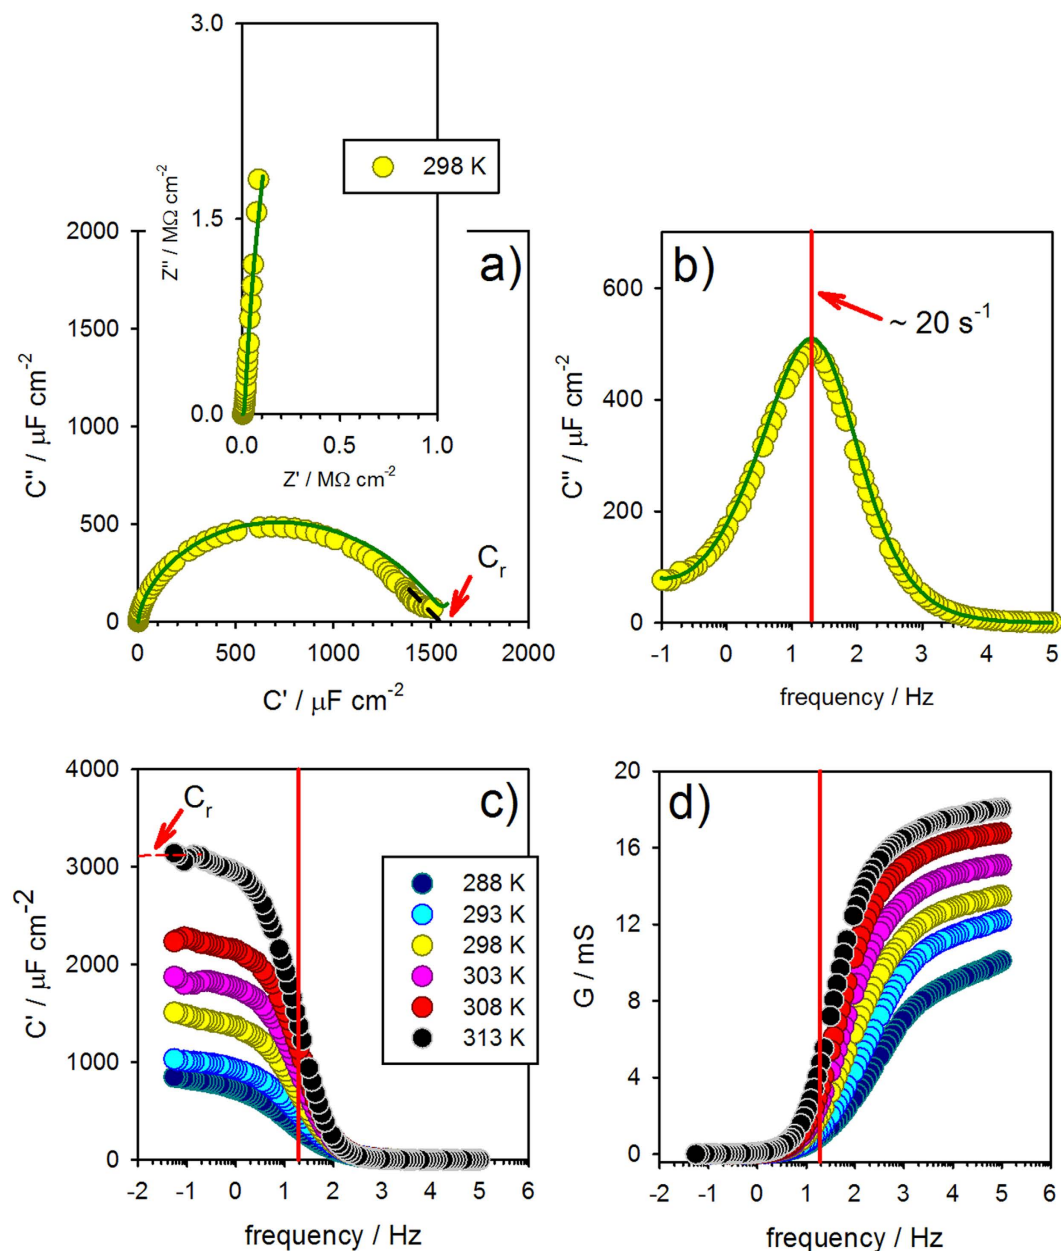 3.0
298 K
Z'' / MΩ cm⁻²
1.5
0.0
0.0 0.5 1.0
Z' / MΩ cm⁻²
a)
2000
1500
1000
500
0
C'' / μF cm⁻²
C_r
0 500 1000 1500 2000
C' / μF cm⁻²
b)
~ 20 s⁻¹
600
400
200
0
C'' / μF cm⁻²
-1 0 1 2 3 4 5
frequency / Hz
4000
3000
2000
1000
0
C' / μF cm⁻²
C_r
c)
288 K
293 K
298 K
303 K
308 K
313 K
-2 -1 0 1 2 3 4 5 6
frequency / Hz
d)
20
16
12
8
4
0
G / mS
-2 -1 0 1 2 3 4 5 6
frequency / Hz